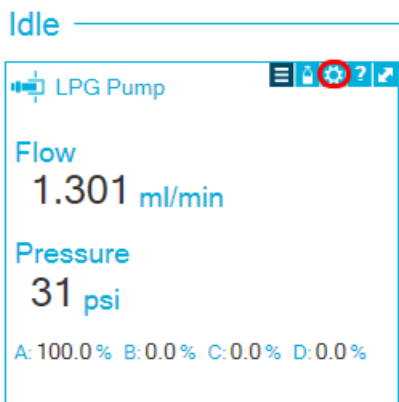 Idle
LPG Pump ?
Flow
1.301 ml/min
Pressure
31 psi
A: 100.0 % B: 0.0 % C: 0.0 % D: 0.0 %